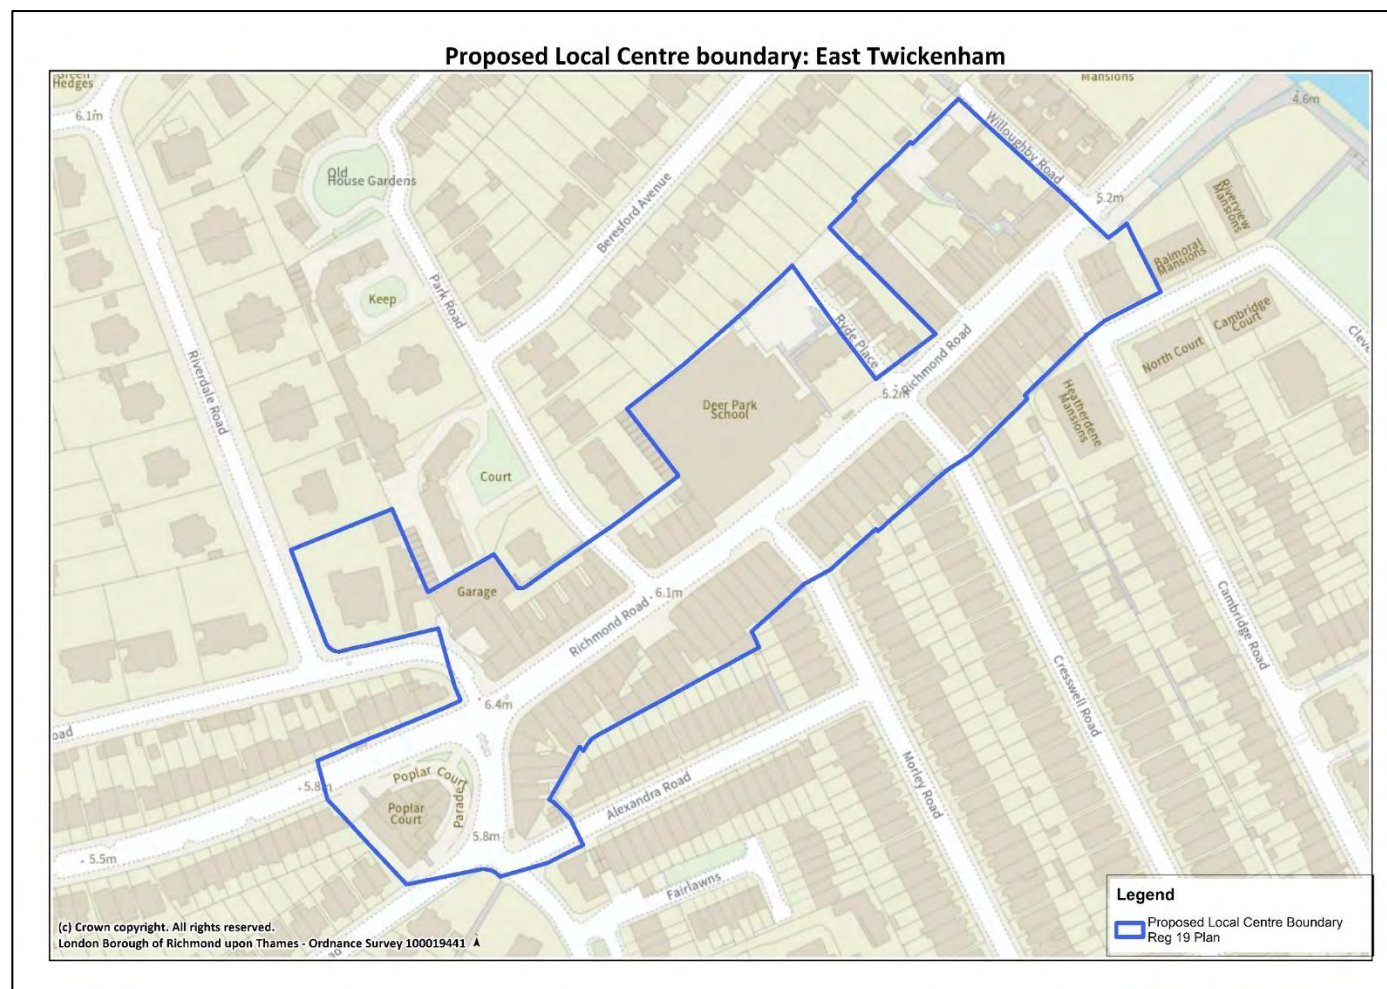 Proposed Local Centre boundary: East Twickenham
Green
Hedges
Mansions
6.1m
4.6m
Willoughby Road
Old
House Gardens
5.2m
Riverview
Mansions
Beresford Avenue
Balmoral
Mansions
Keep
Park Road
Cambridge
Court
Ryde Place
Richmond Road
North Court
Cleve
Riverdale Road
5.2m
Deer Park
School
Heatherdene
Mansions
Court
Garage
6.1m
Richmond Road
Cambridge Road
Cresswell Road
6.4m
oad
Poplar Court
Parade
5.8m
Poplar
Court
Alexandra Road
Morley Road
5.8m
5.5m
Fairlawns
Legend
Proposed Local Centre Boundary
Reg 19 Plan
(c) Crown copyright. All rights reserved.
London Borough of Richmond upon Thames - Ordnance Survey 100019441